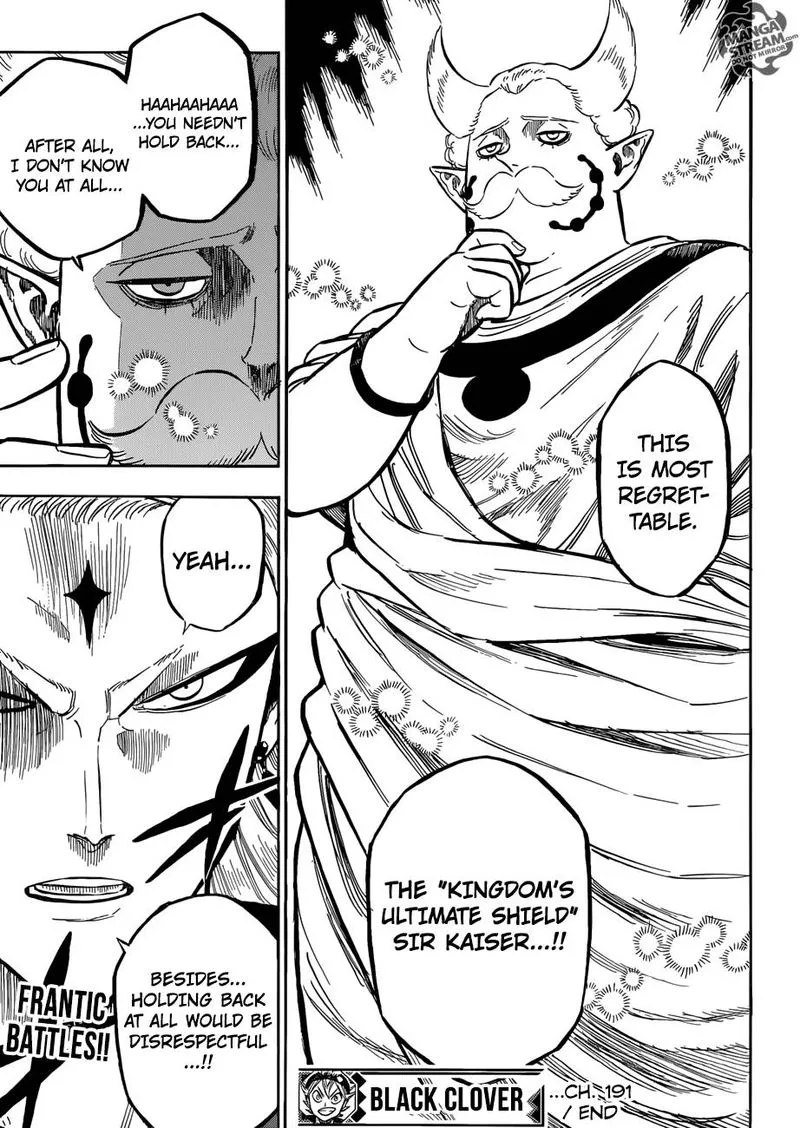 MANGA
STREAM.com
DO NOT MIRROR
THIS
IS MOST
REGRET-
TABLE.
THE "KINGDOM'S
ULTIMATE SHIELD"
SIR KAISER...!!
HAAHAAHAAA
...YOU NEEDN'T
HOLD BACK...
AFTER ALL,
I DON'T KNOW
YOU AT ALL...
YEAH...
BESIDES...
HOLDING BACK
AT ALL WOULD BE
DISRESPECTFUL
...!!
FRANTIC
BATTLES!!
BLACK CLOVER
...CH. 191
/ END